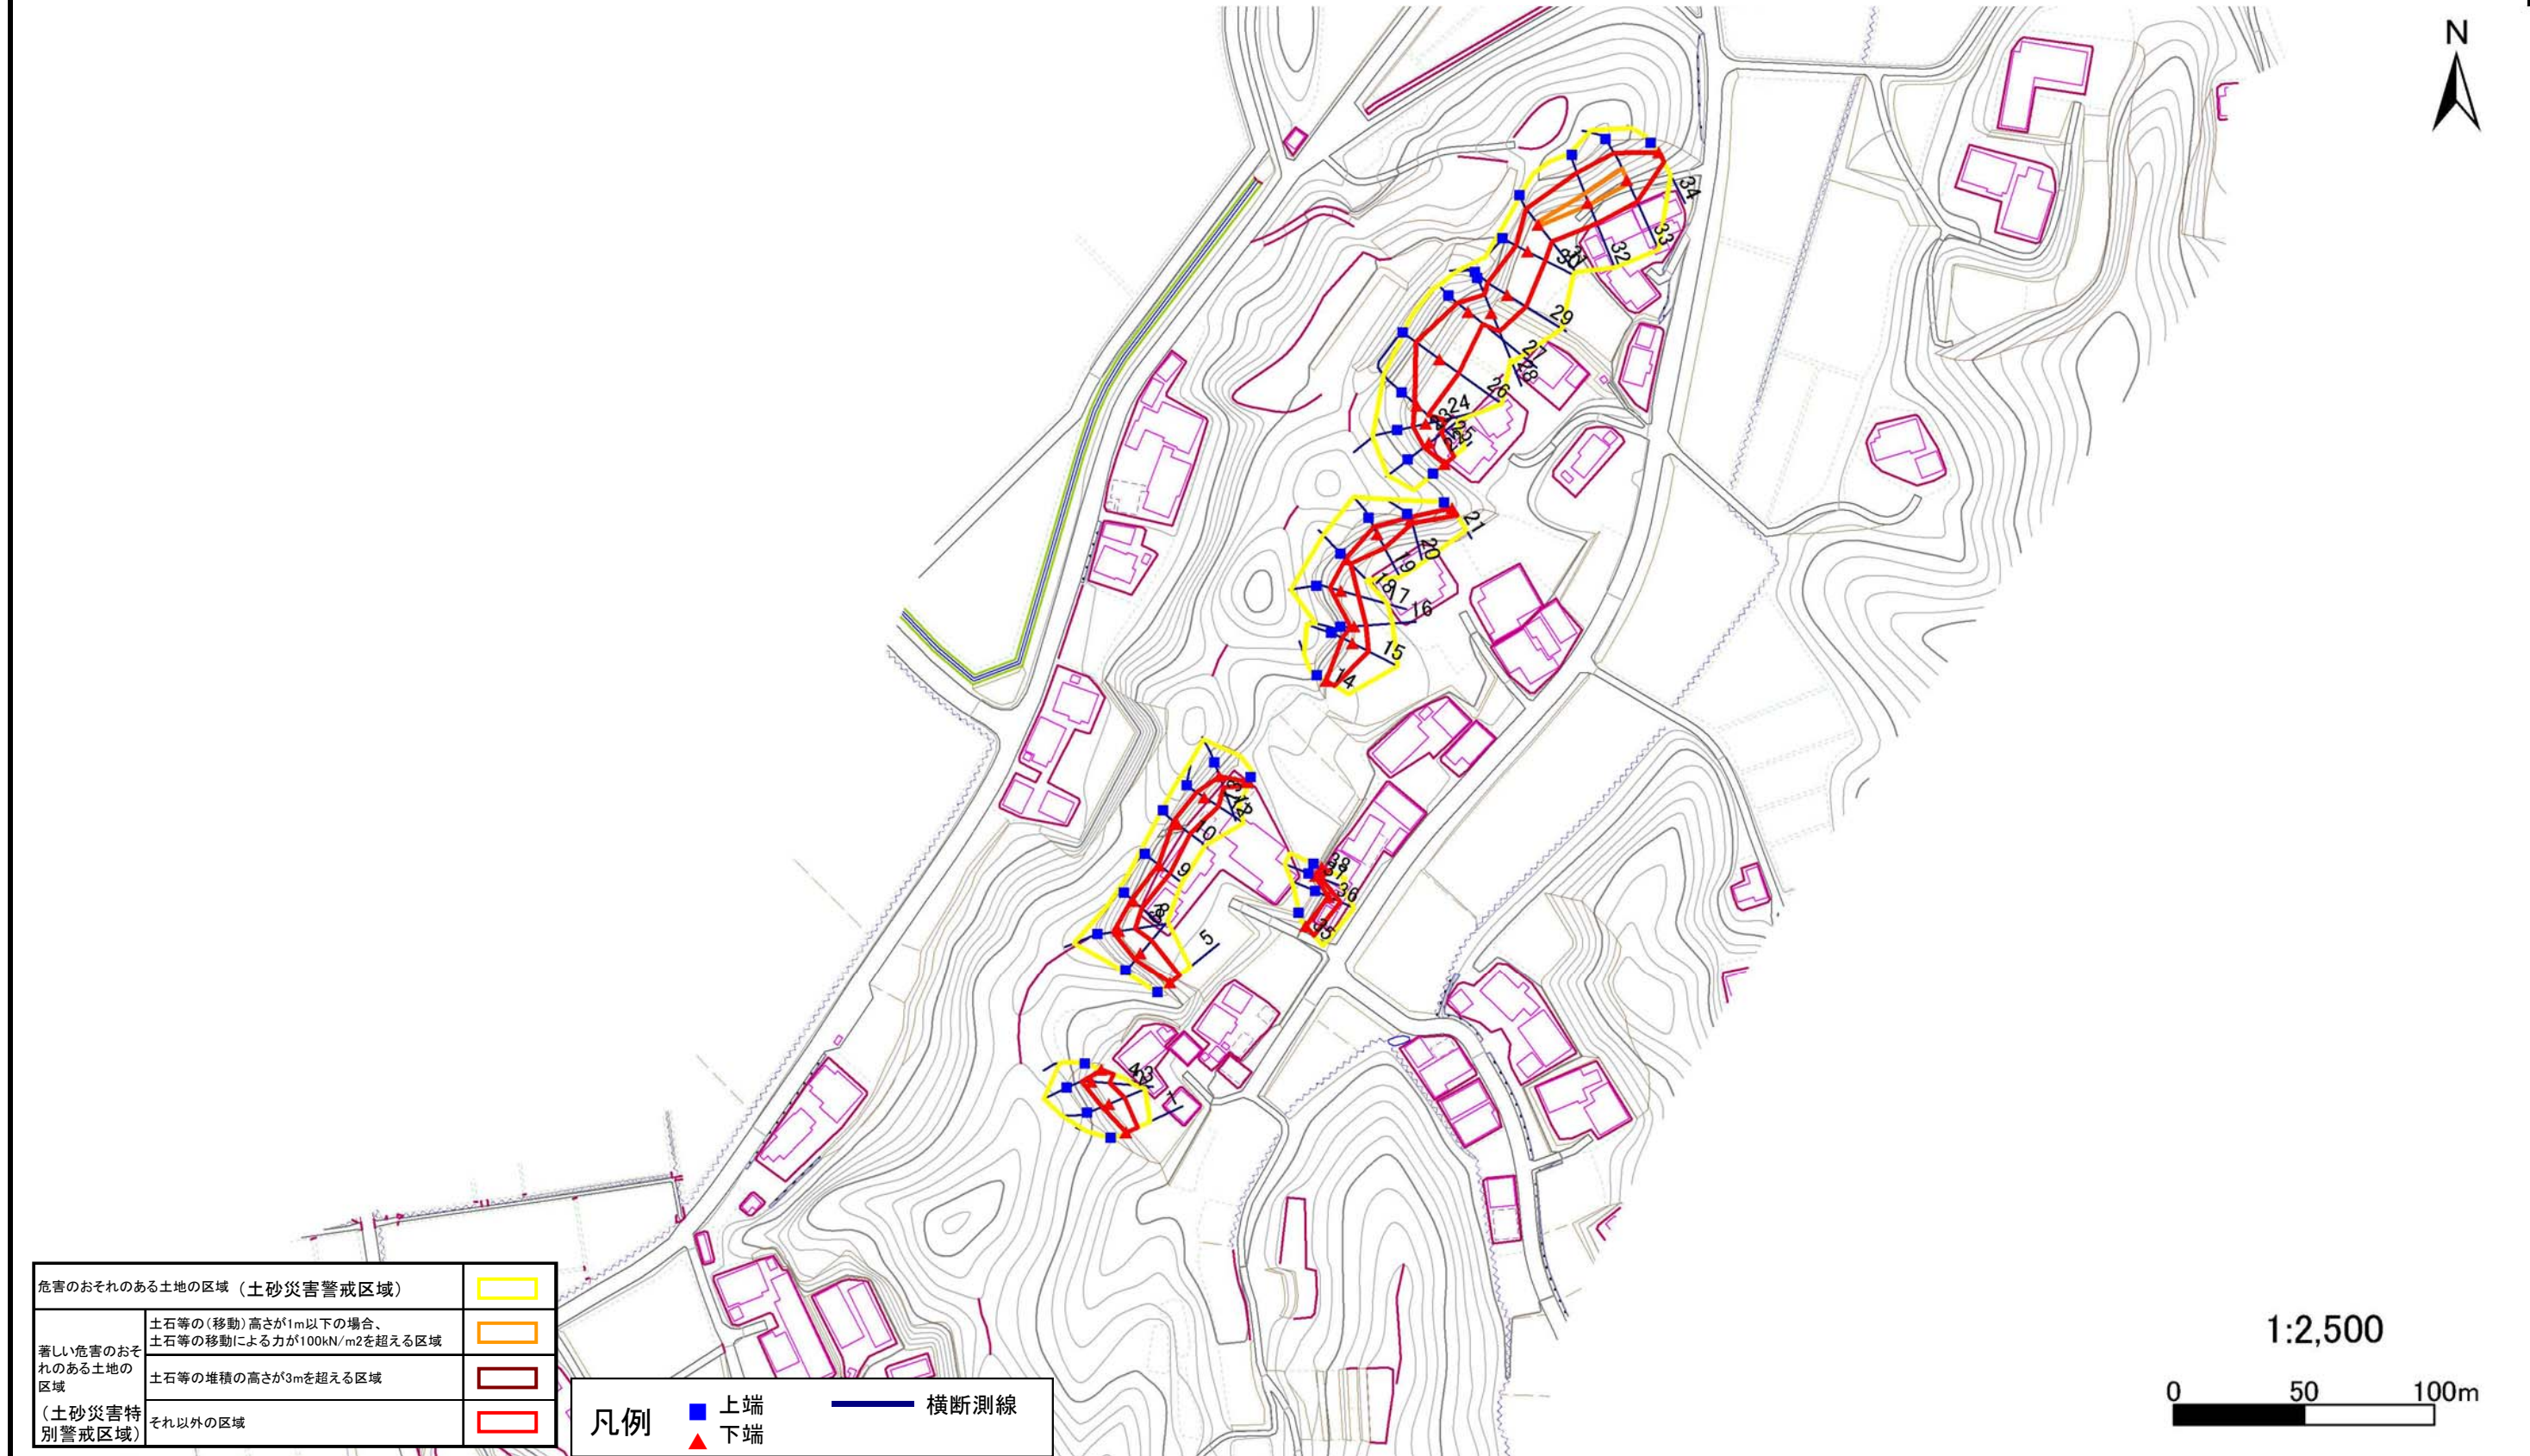 N
34
33
32
29
27
28
26
24
21
20
19
18
17
16
15
14
10
9
8
5
38
37
36
35
4
3
1
危害のおそれのある土地の区域（土砂災害警戒区域）
著しい危害のおそ
れのある土地の
区域
（土砂災害特
別警戒区域）
土石等の（移動）高さが1m以下の場合、
土石等の移動による力が100kN/m2を超える区域
土石等の堆積の高さが3mを超える区域
それ以外の区域
凡例
上端
下端
横断測線
1:2,500
0 50 100m